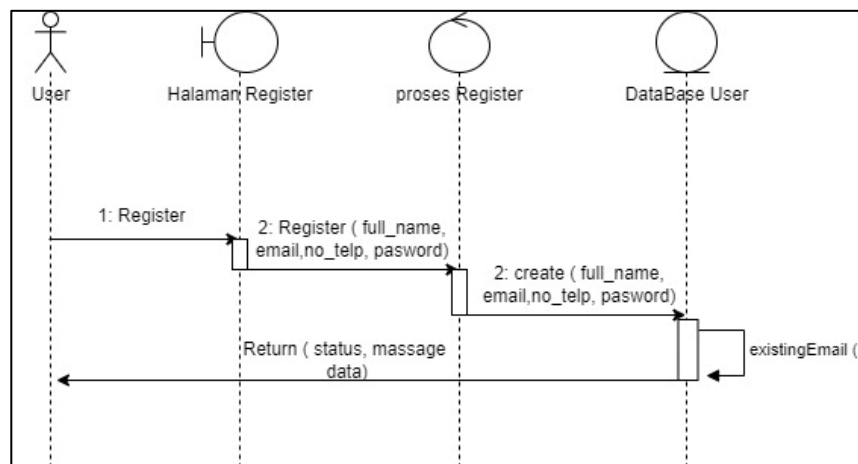 User
Halaman Register
proses Register
DataBase User
1: Register
2: Register ( full_name,
email,no_telp, pasword)
2: create ( full_name,
email,no_telp, pasword)
existingEmail (
Return ( status, massage
data)